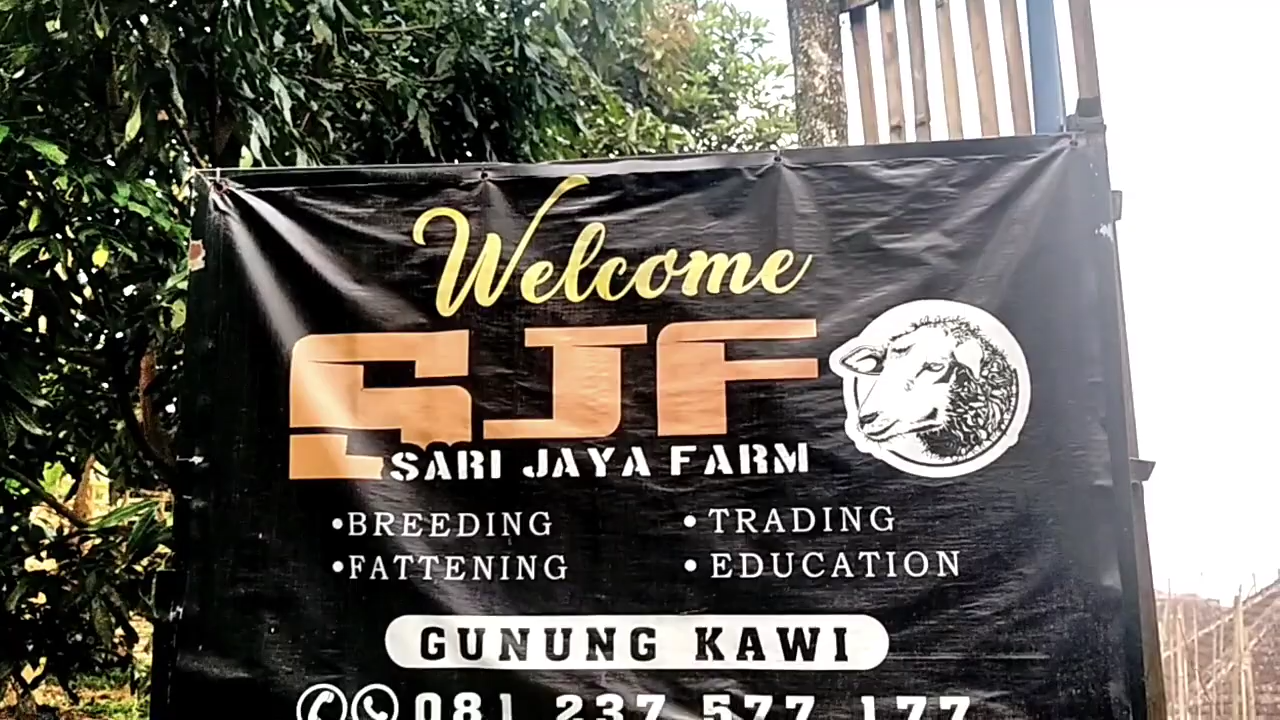 Welcome
SJF
SARI JAYA FARM
•BREEDING
•TRADING
•FATTENING
•EDUCATION
GUNUNG KAWI
081 237 577 177